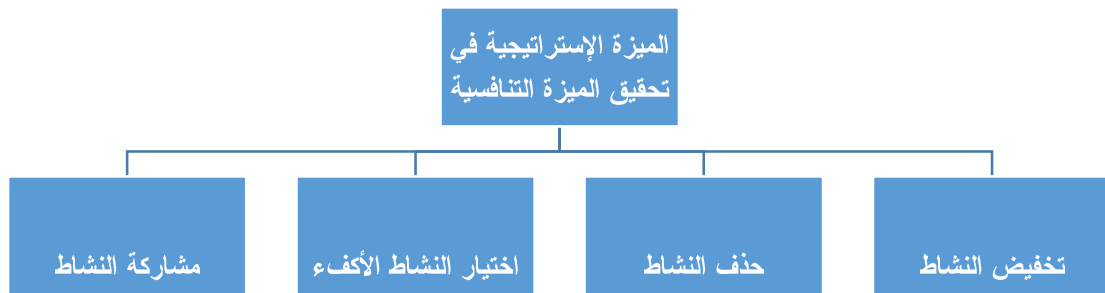 الميزة الإستراتيجية في
تحقيق الميزة التنافسية
تخفيض النشاط
حذف النشاط
اختيار النشاط الأكفء
مشاركة النشاط